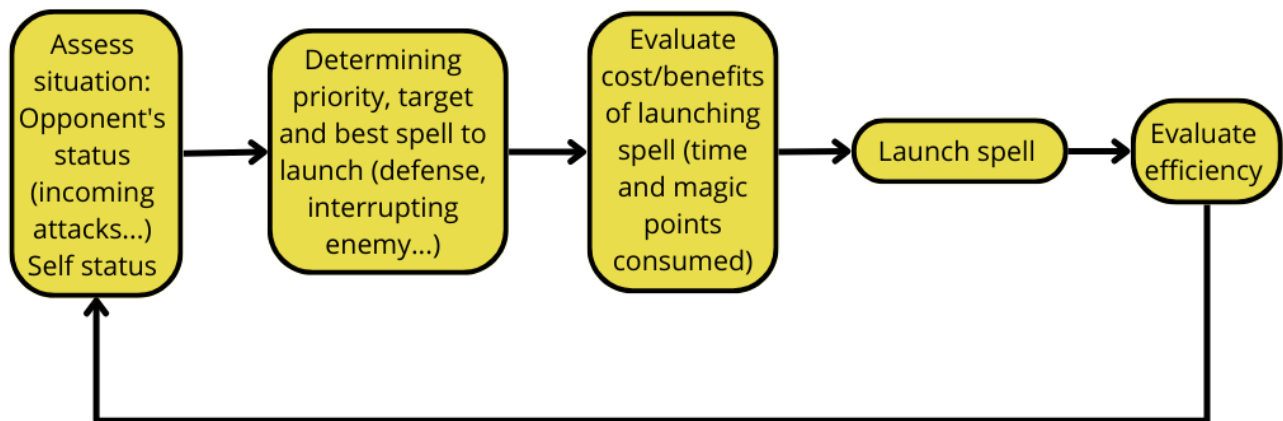 Assess
situation:
Opponent's
status
(incoming
attacks...)
Self status
Determining
priority, target
and best spell to
launch (defense,
interrupting
enemy...)
Evaluate
cost/benefits
of launching
spell (time
and magic
points
consumed)
Launch spell
Evaluate
efficiency